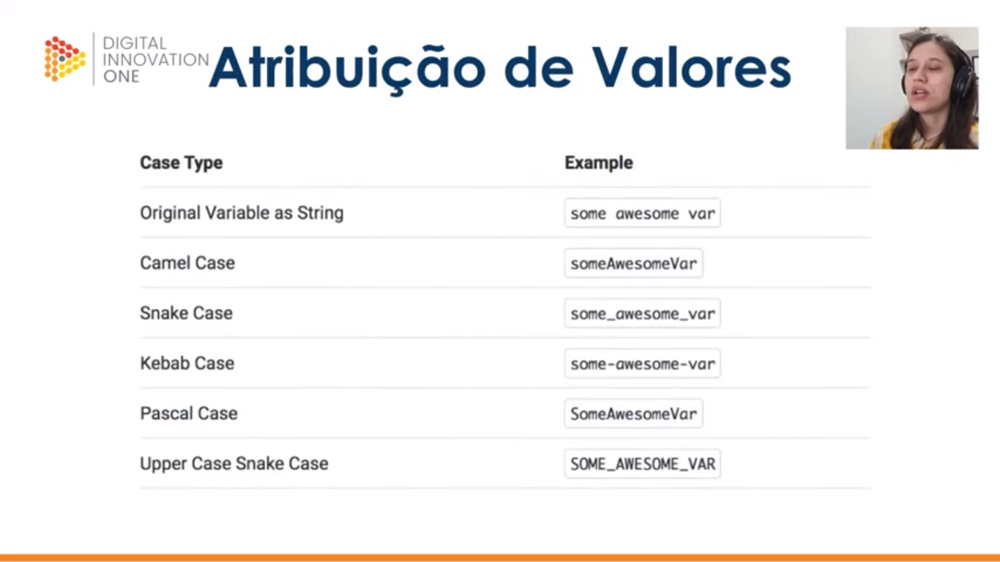 DIGITAL
INNOVATION
ONE
Atribuição de Valores
Case Type Example
Original Variable as String some awesome var
Camel Case someAwesomeVar
Snake Case some_awesome_var
Kebab Case some-awesome-var
Pascal Case SomeAwesomeVar
Upper Case Snake Case SOME_AWESOME_VAR